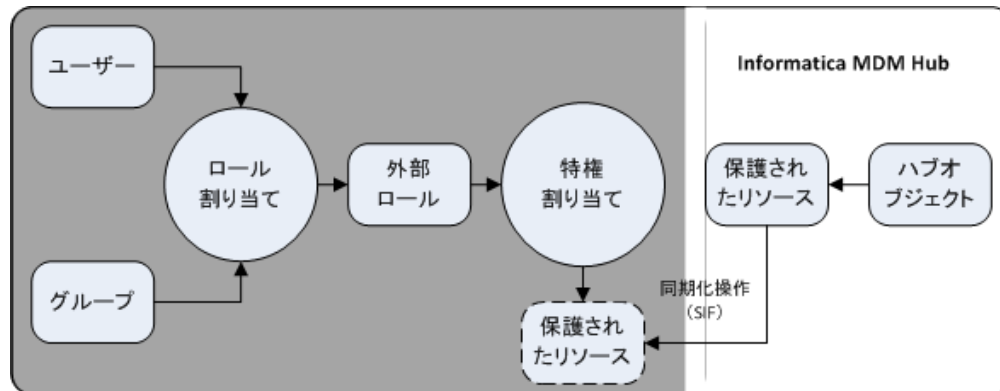 ユーザー
Informatica MDM Hub
ロール
割り当て
外部
ロール
特権
割り当て
保護され
たリソース
ハブオ
ブジェクト
グループ
同期化操作
(SIF)
保護され
たリソース